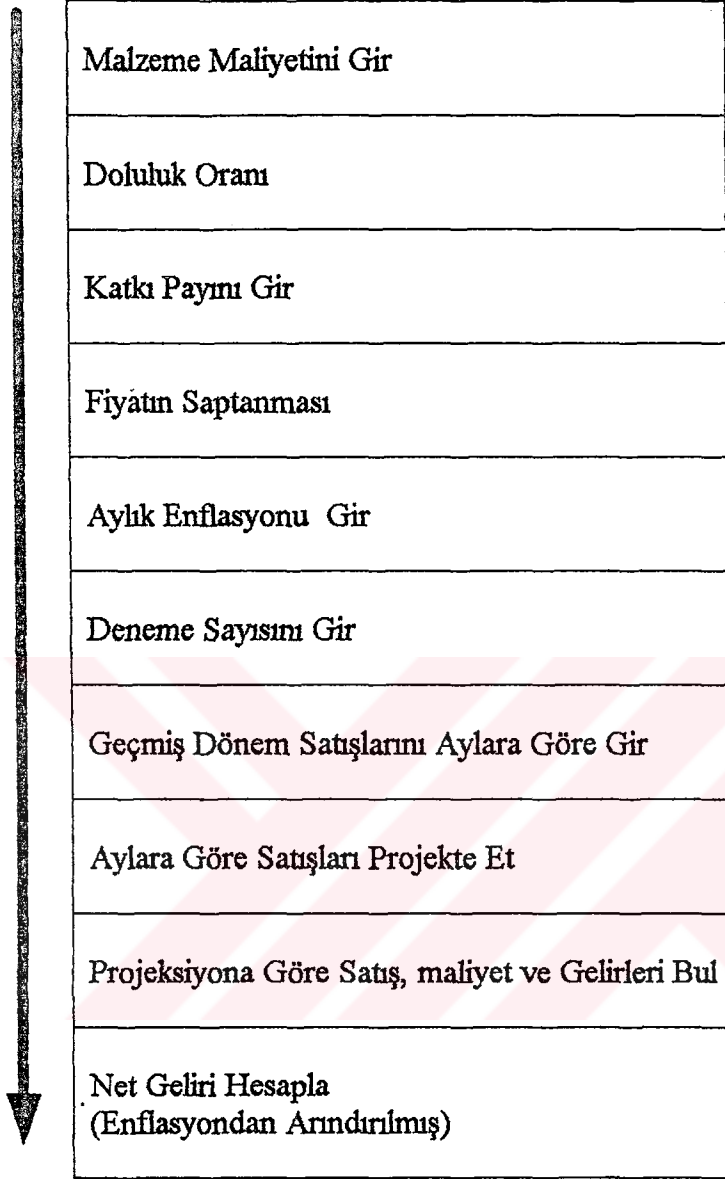 Malzeme Maliyetini Gir
Doluluk Oranı
Katkı Payını Gir
Fiyatın Saptanması
Aylık Enflasyonu Gir
Deneme Sayısını Gir
Geçmiş Dönem Satışlarını Aylara Göre Gir
Aylara Göre Satışları Projekte Et
Projeksiyona Göre Satış, maliyet ve Gelirleri Bul
Net Geliri Hesapla
(Enflasyondan Arındırılmış)